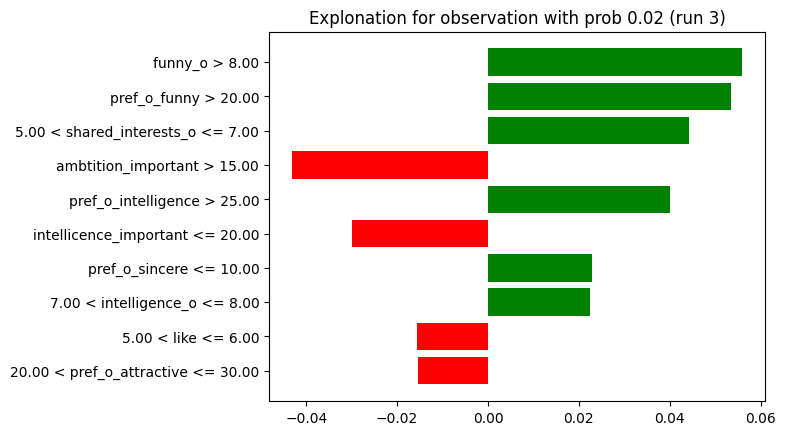 Explonation for observation with prob 0.02 (run 3)
funny_o > 8.00
pref_o_funny > 20.00
5.00 < shared_interests_o <= 7.00
ambtition_important > 15.00
pref_o_intelligence > 25.00
intellicence_important <= 20.00
pref_o_sincere <= 10.00
7.00 < intelligence_o <= 8.00
5.00 < like <= 6.00
20.00 < pref_o_attractive <= 30.00
−0.04 −0.02 0.00 0.02 0.04 0.06